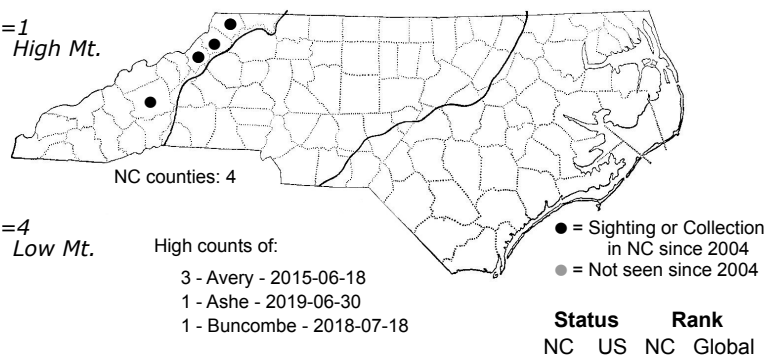 =1
High Mt.
NC counties: 4
=4
Low Mt.
High counts of:
3 - Avery - 2015-06-18
1 - Ashe - 2019-06-30
1 - Buncombe - 2018-07-18
● = Sighting or Collection
in NC since 2004
● = Not seen since 2004
Status Rank
NC US NC Global